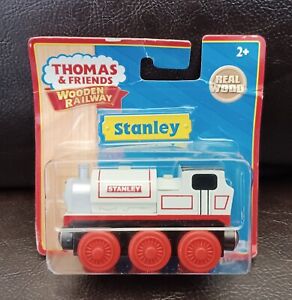 THOMAS
& FRIENDS
WOODEN
RAILWAY
2+
REAL
WOOD
Stanley
STANLEY